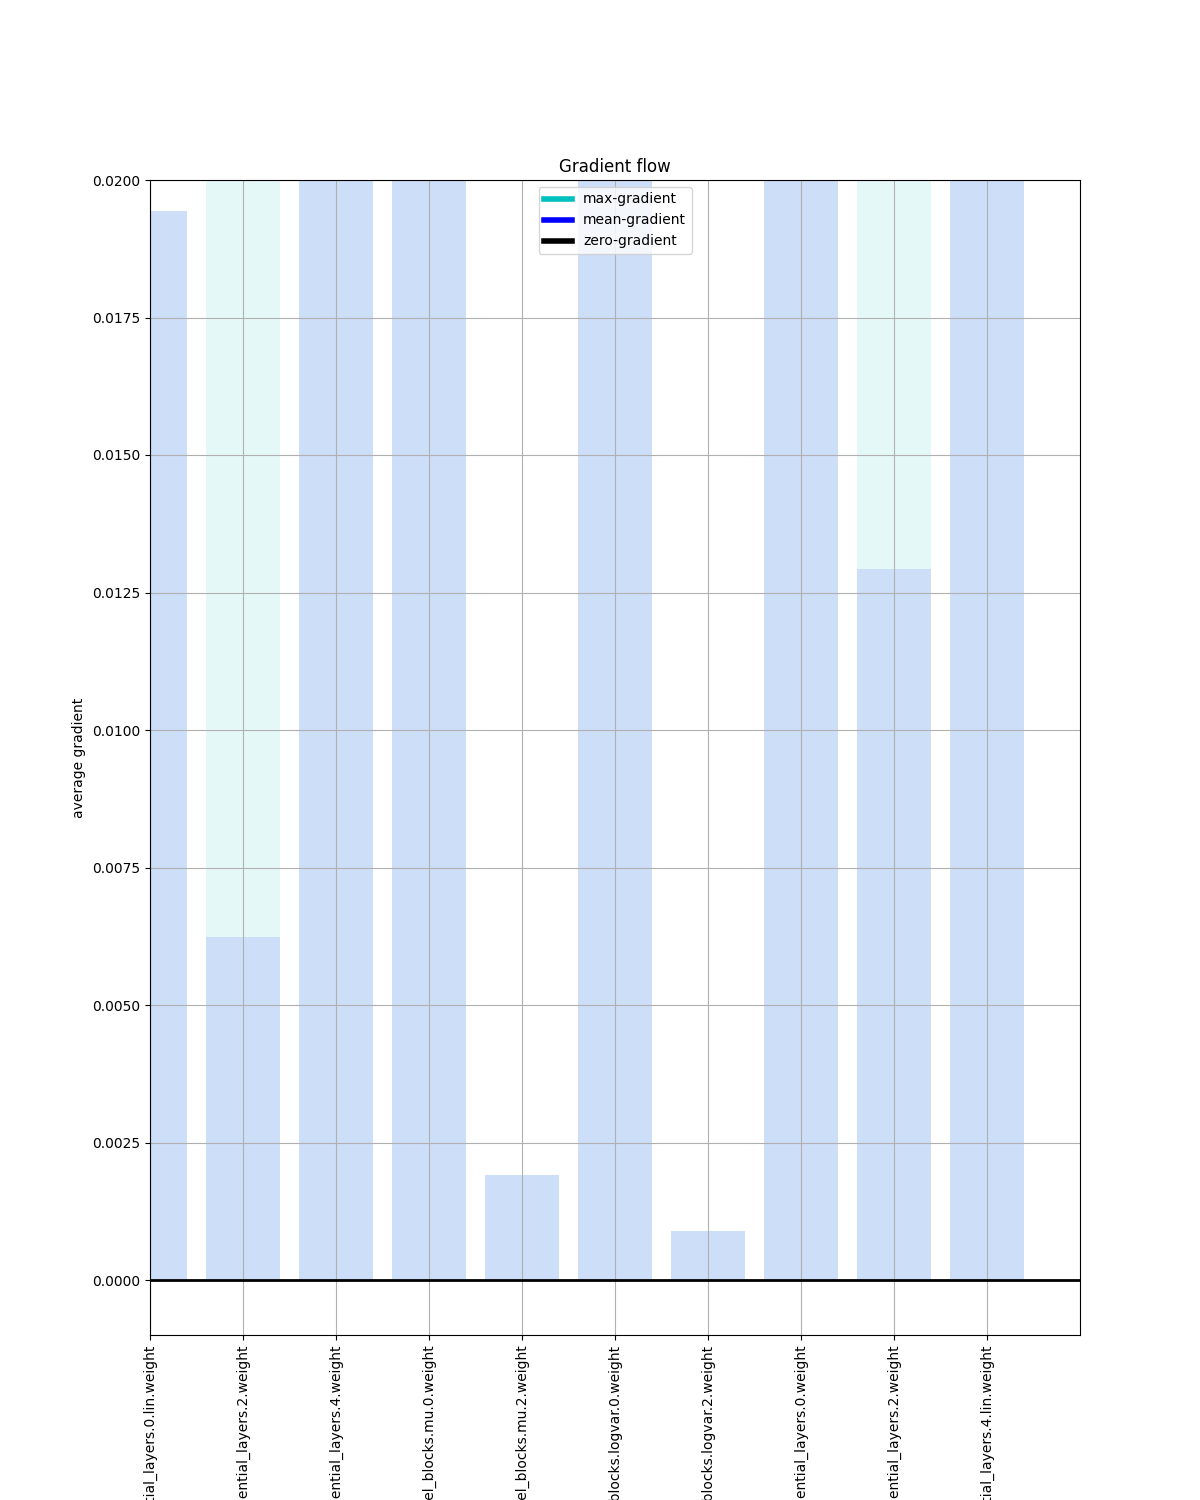 Gradient flow
max-gradient
mean-gradient
zero-gradient
0.0200
0.0175
0.0150
0.0125
0.0100
0.0075
0.0050
0.0025
0.0000
average gradient
tial_layers.0.lin.weight
ential_layers.2.weight
ential_layers.4.weight
el_blocks.mu.0.weight
el_blocks.mu.2.weight
blocks.logvar.0.weight
blocks.logvar.2.weight
ential_layers.0.weight
ential_layers.2.weight
tial_layers.4.lin.weight